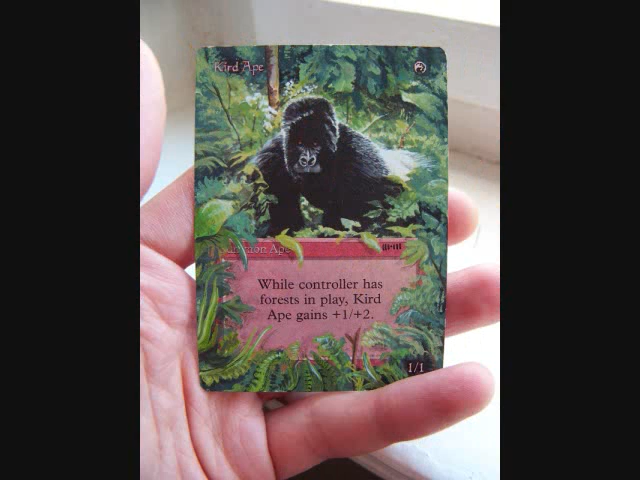 Kird Ape
While controller has
forests in play, Kird
Ape gains +1/+2.
1/1